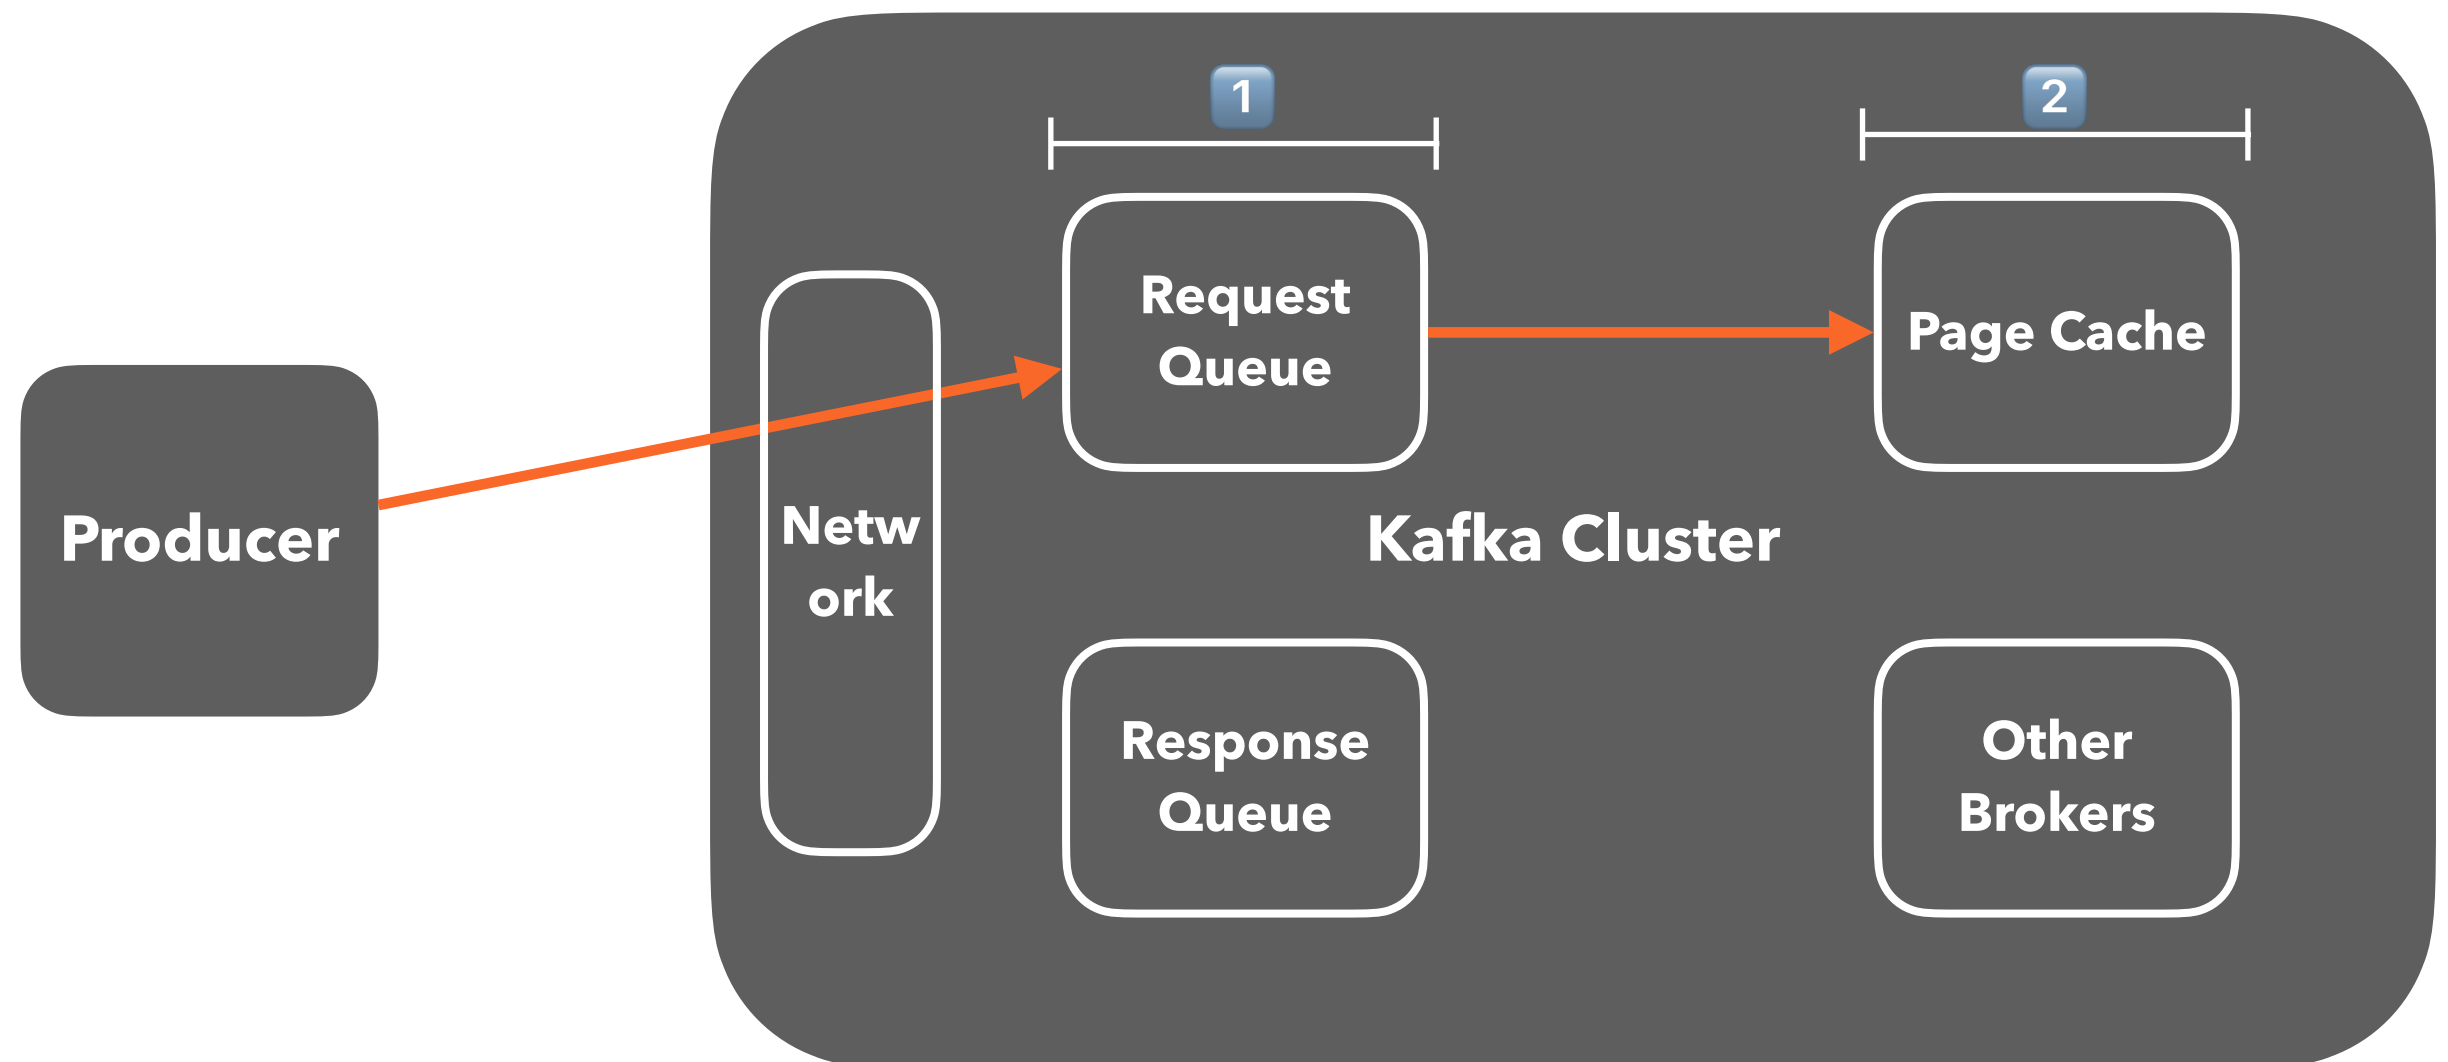 1
2
Request
Queue
Page Cache
Producer
Netw
ork
Kafka Cluster
Response
Queue
Other
Brokers